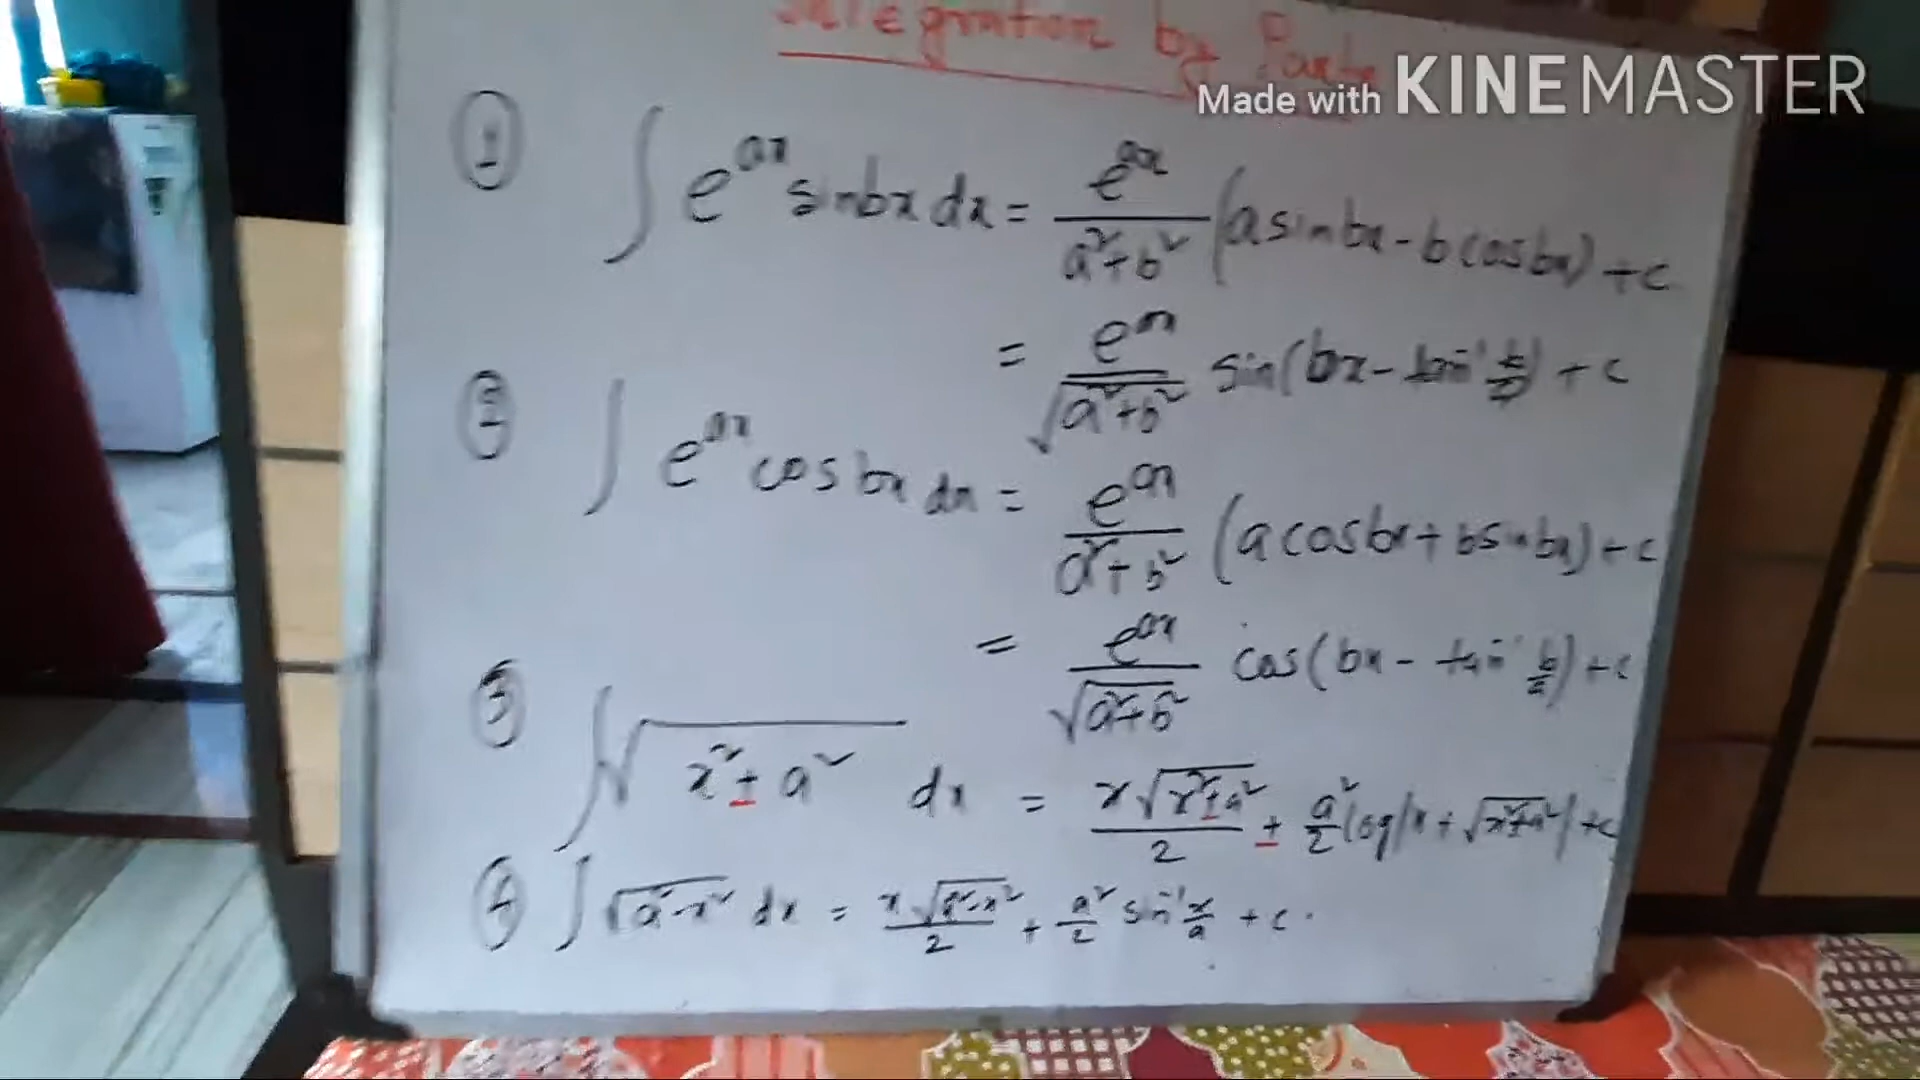 Integration by Parts
Made with KINEMASTER
① ∫ e^{ax} sinbx dx = e^{ax}/(a²+b²) (a sinbx - b cosbx) + c
= e^{ax}/√(a²+b²) sin(bx - tan⁻¹ b/a) + c
② ∫ e^{ax} cos bx dx = e^{ax}/(a²+b²) (a cosbx + b sinbx) + c
= e^{ax}/√(a²+b²) cos(bx - tan⁻¹ b/a) + c
③ ∫ √(x² ± a²) dx = x√(x² ± a²)/2 ± a²/2 log|x + √(x² ± a²)| + c
④ ∫ √(a²-x²) dx = x√(a²-x²)/2 + a²/2 sin⁻¹ x/a + c.